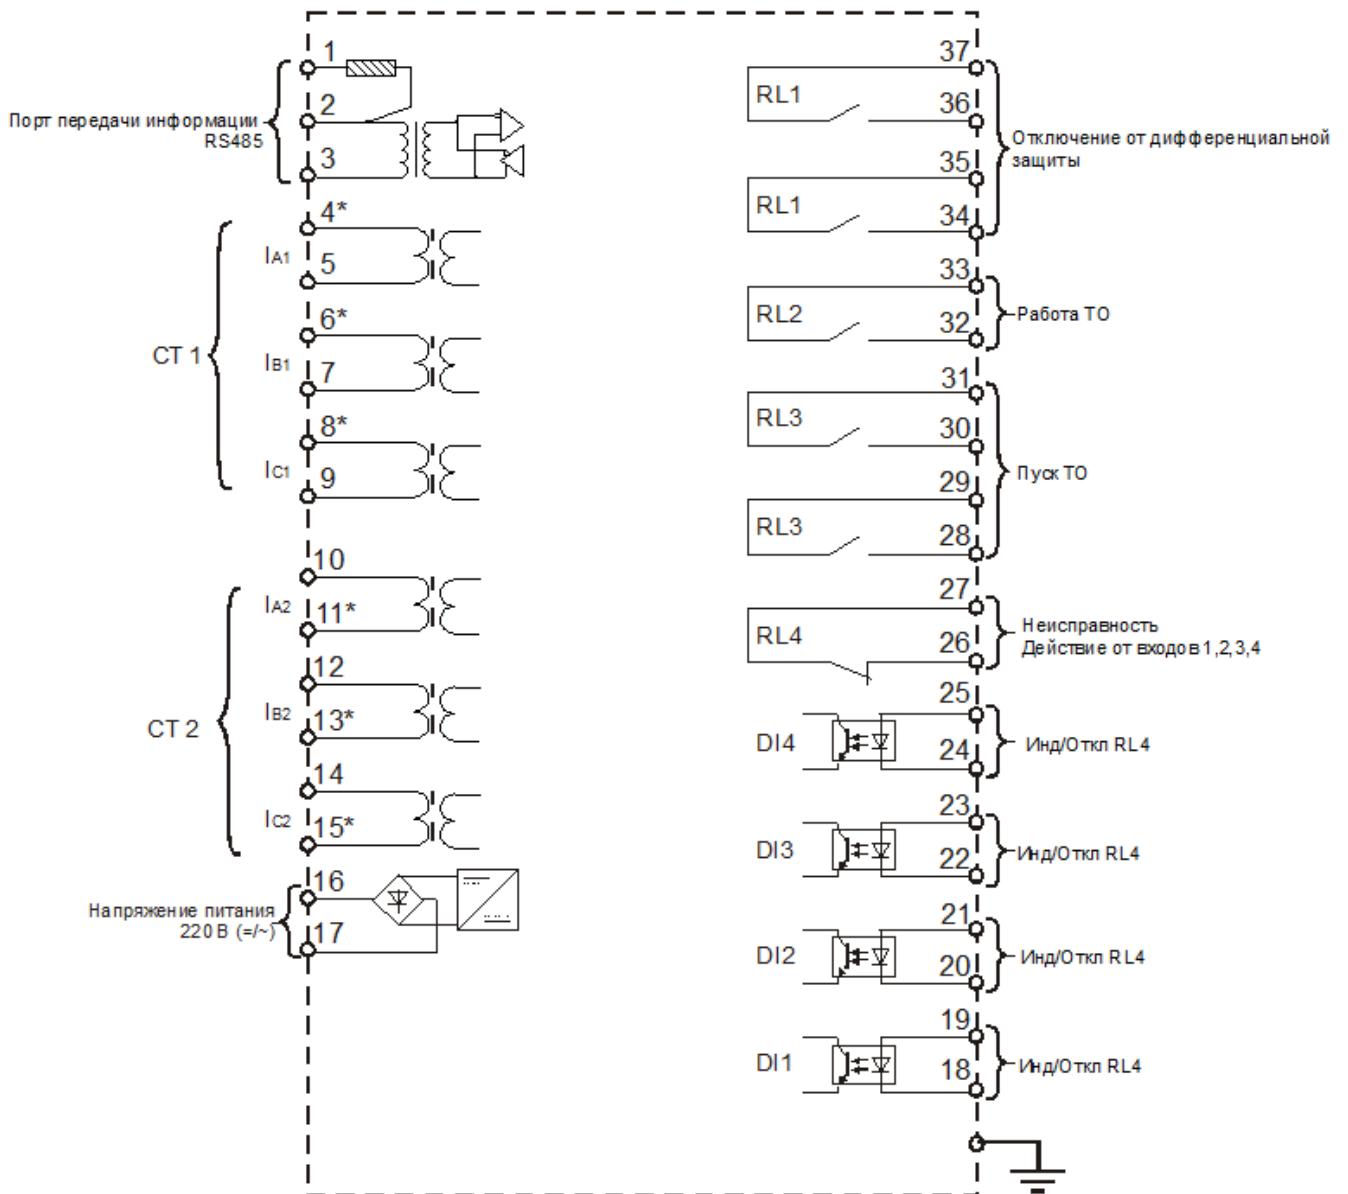 1
2
Порт передачи информации
RS485
3
4*
IA1
5
6*
CT 1
IB1
7
8*
IC1
9
10
IA2
11*
12
IB2
13*
CT 2
14
IC2
15*
16
Напряжение питания
220 В (=/~)
17
37
RL1
36
Отключение от дифференциальной
защиты
35
RL1
34
33
RL2
32
Работа ТО
31
RL3
30
Пуск ТО
29
RL3
28
27
RL4
26
Неисправность
Действие от входов 1,2,3,4
25
DI4
24
Инд/Откл RL4
23
DI3
22
Инд/Откл RL4
21
DI2
20
Инд/Откл RL4
19
DI1
18
Инд/Откл RL4